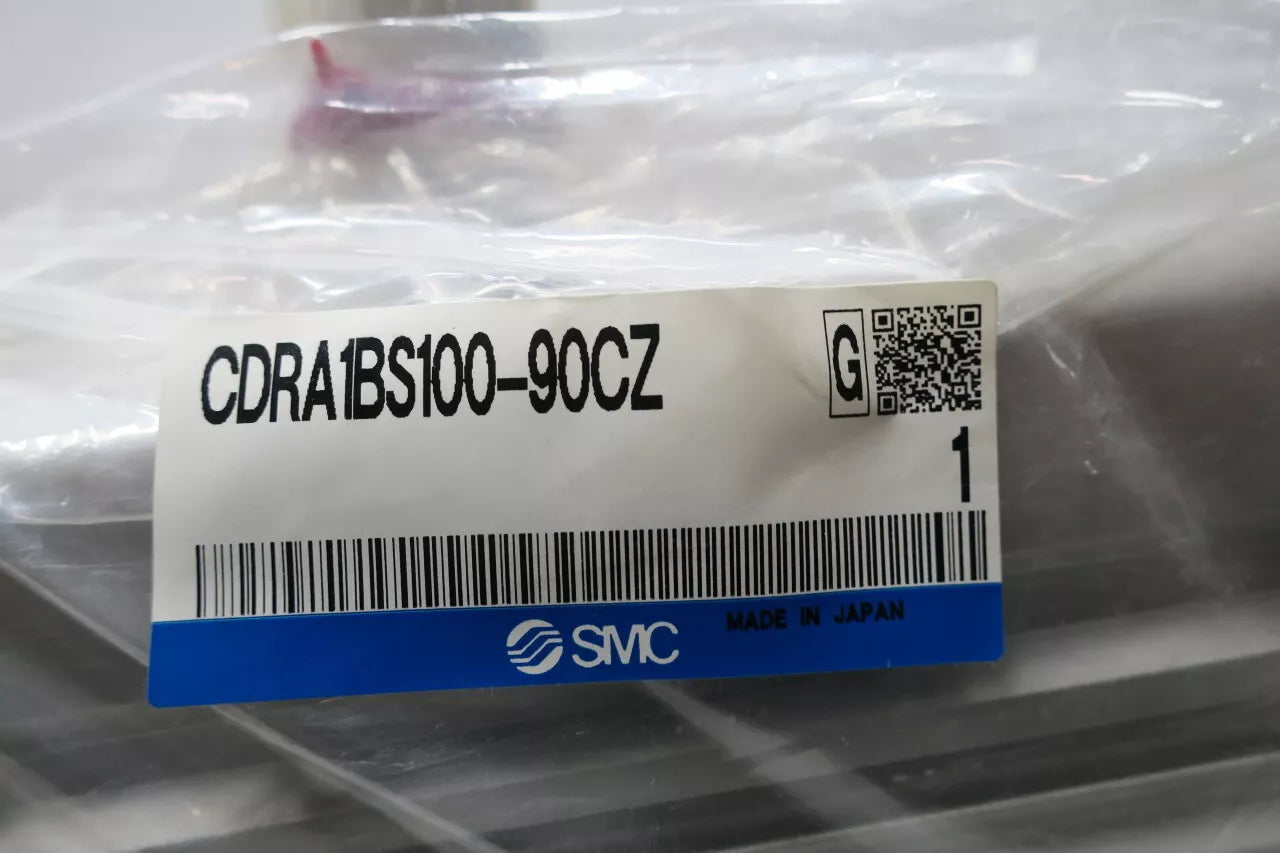 CDRA1BS100-90CZ
G
1
SMC
MADE IN JAPAN